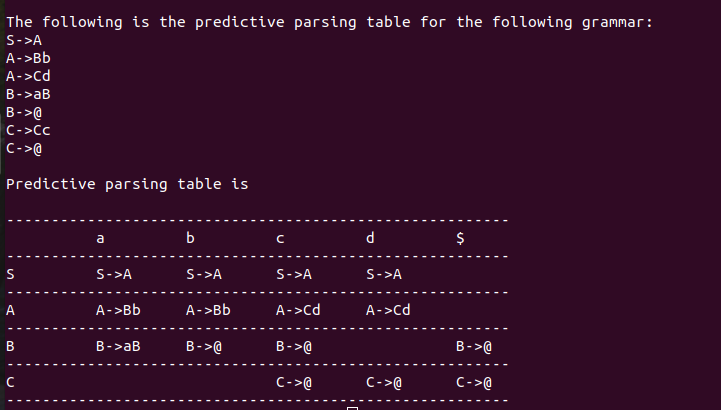 The following is the predictive parsing table for the following grammar:
S->A
A->Bb
A->Cd
B->aB
B->@
C->Cc
C->@
Predictive parsing table is
--------------------------------------------------------
a b c d $
--------------------------------------------------------
S S->A S->A S->A S->A
--------------------------------------------------------
A A->Bb A->Bb A->Cd A->Cd
--------------------------------------------------------
B B->aB B->@ B->@ B->@
--------------------------------------------------------
C C->@ C->@ C->@
--------------------------------------------------------